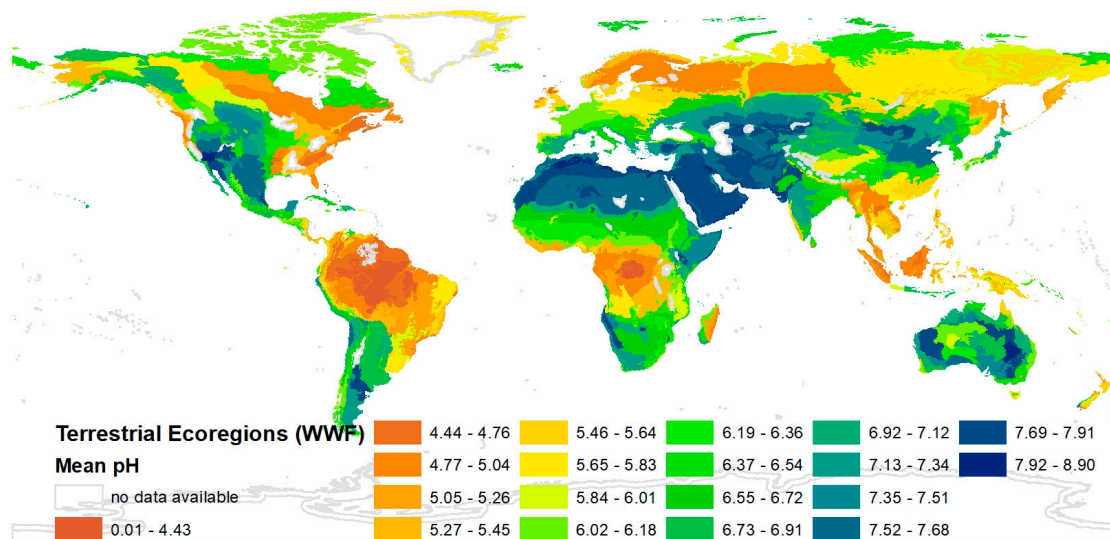 Terrestrial Ecoregions (WWF)
Mean pH
no data available
0.01 - 4.43
4.44 - 4.76
4.77 - 5.04
5.05 - 5.26
5.27 - 5.45
5.46 - 5.64
5.65 - 5.83
5.84 - 6.01
6.02 - 6.18
6.19 - 6.36
6.37 - 6.54
6.55 - 6.72
6.73 - 6.91
6.92 - 7.12
7.13 - 7.34
7.35 - 7.51
7.52 - 7.68
7.69 - 7.91
7.92 - 8.90